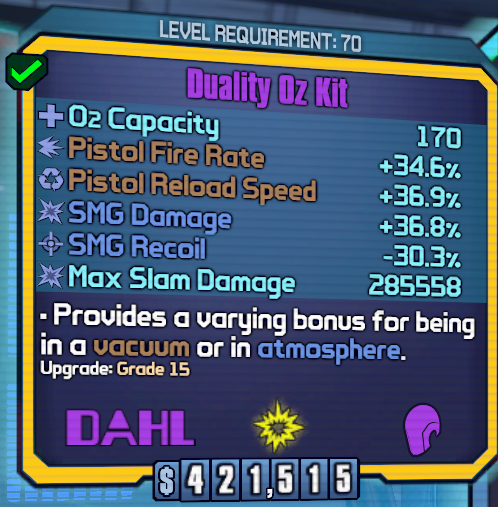 LEVEL REQUIREMENT: 70
Duality Oz Kit
O2 Capacity 170
Pistol Fire Rate +34.6%
Pistol Reload Speed +36.9%
SMG Damage +36.8%
SMG Recoil -30.3%
Max Slam Damage 285558
• Provides a varying bonus for being
in a vacuum or in atmosphere.
Upgrade: Grade 15
DAHL
$421,515